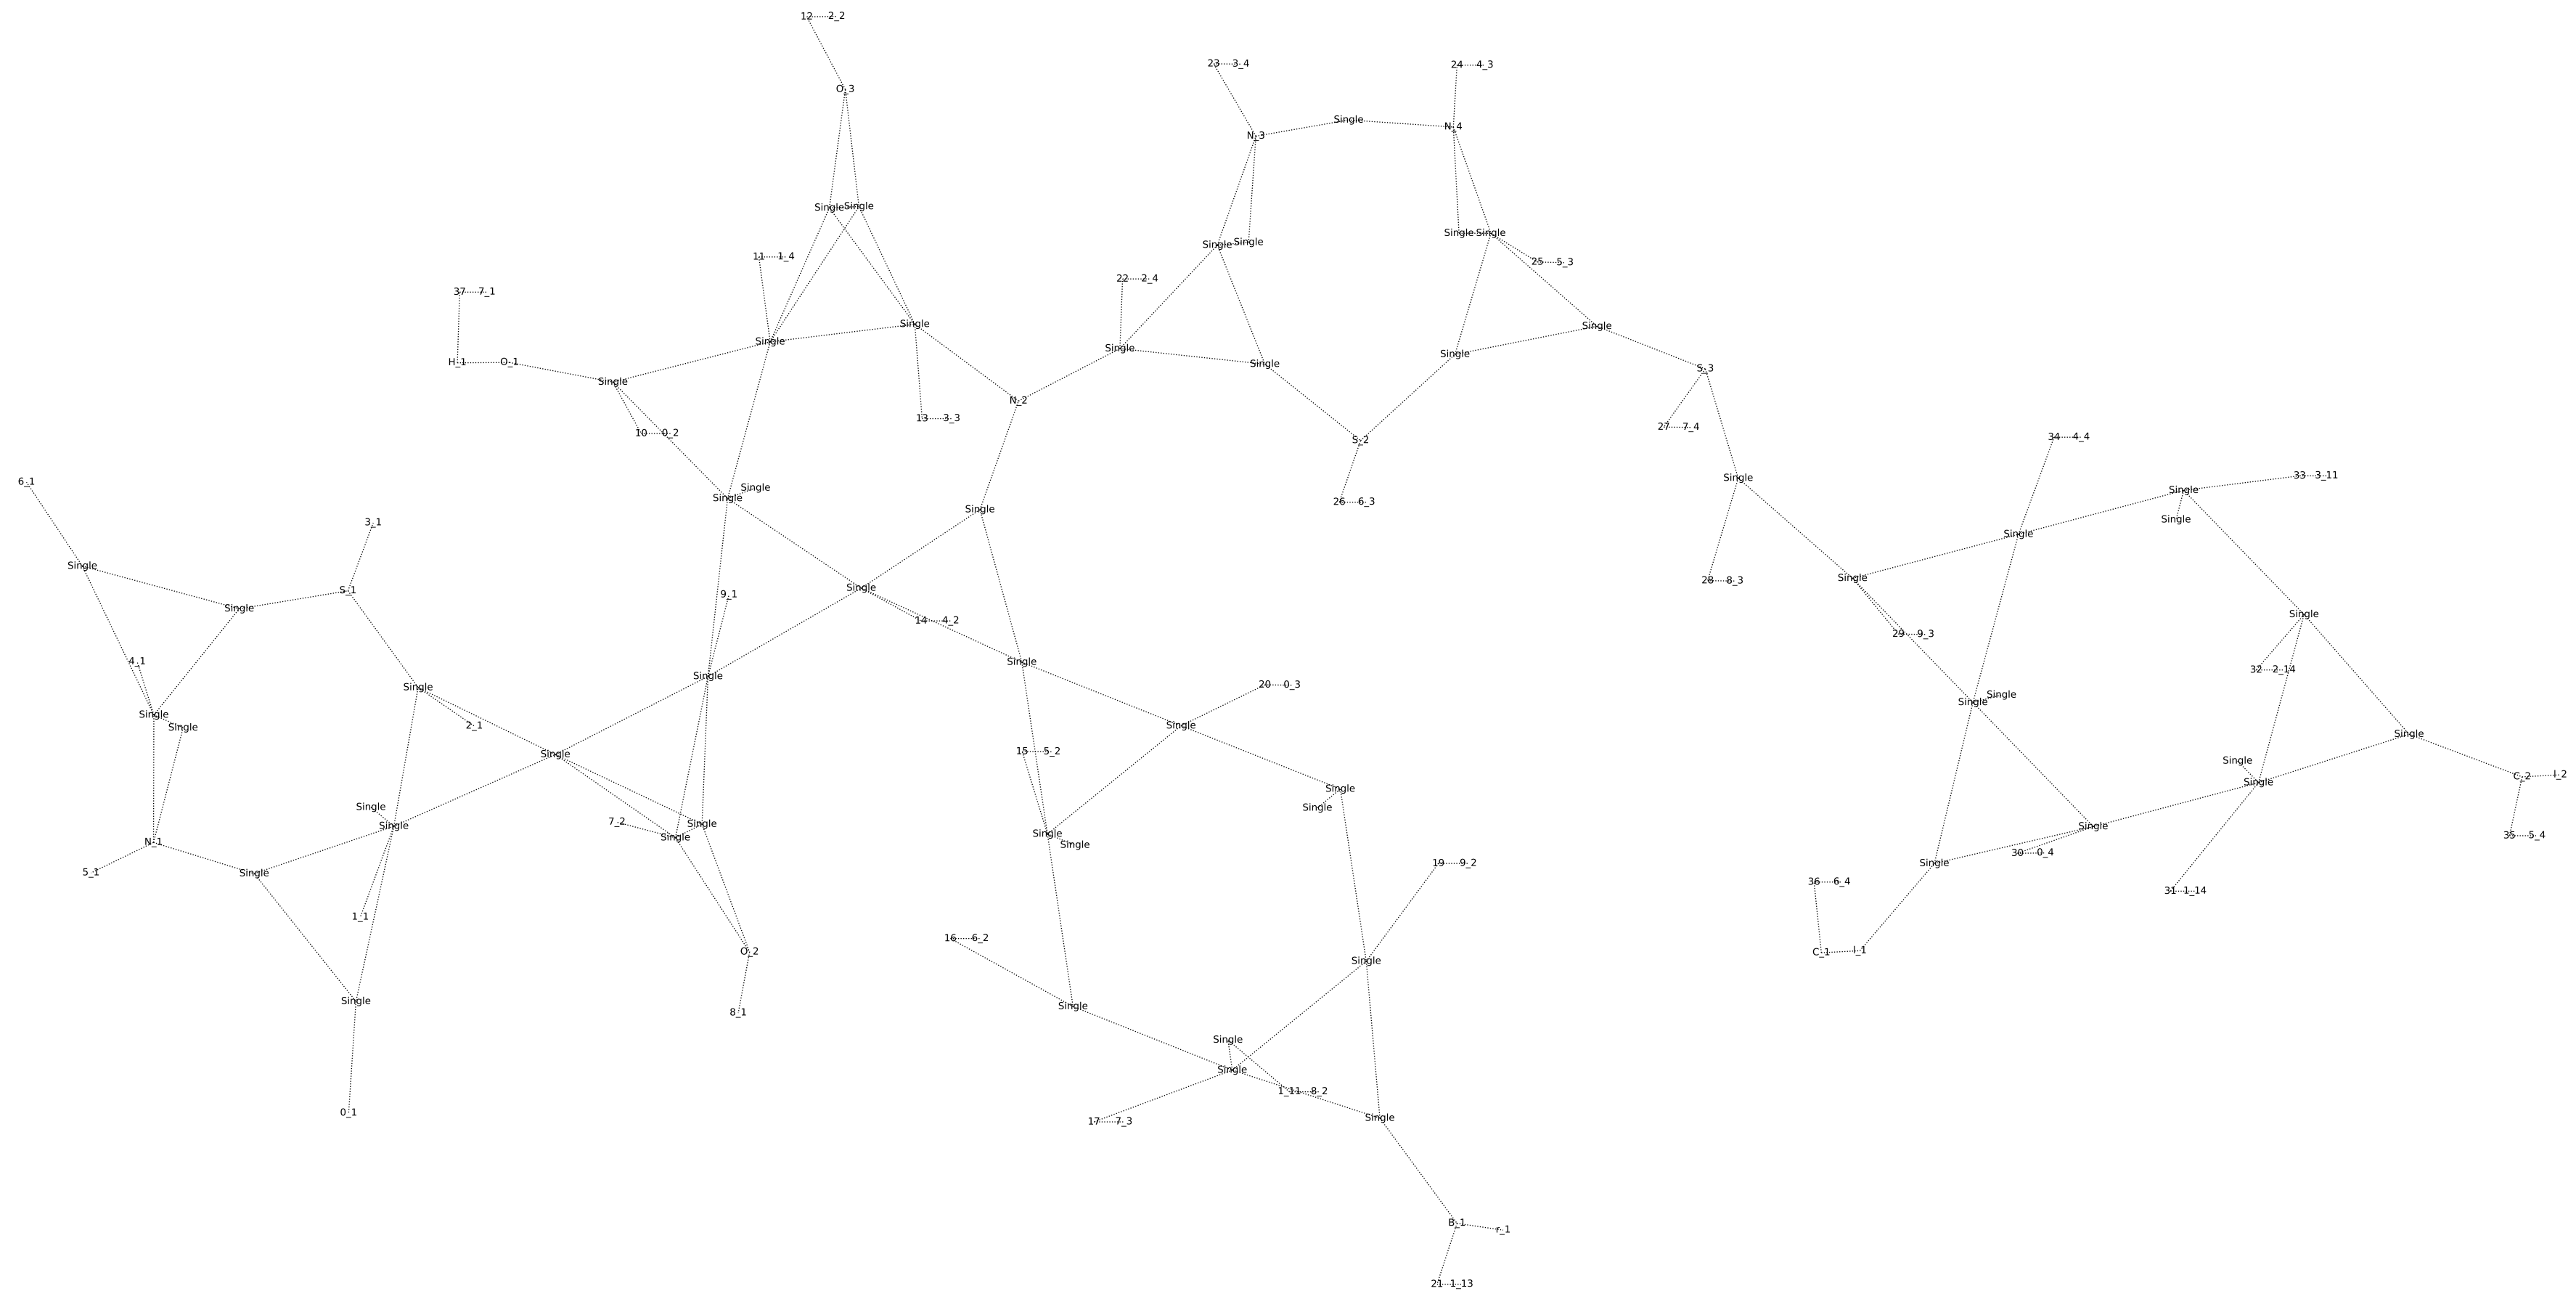 12 2_2
23 3_4
24 4_3
O_3
Single
N_4
N_3
Single Single
Single Single
Single Single
11 1_4
25 5_3
22 2_4
37 7_1
Single
Single
Single
Single
Single
H_1 O_1
Single
S_3
Single
N_2
13 3_3
27 7_4
10 0_2
34 4_4
S_2
33 3_11
Single
6_1
Single
Single
Single
26 6_3
Single
3_1
Single
Single
Single
Single
28 8_3
S_1
Single
9_1
Single
Single
14 4_2
29 9_3
4_1
Single
32 2_14
Single
20 0_3
Single
Single
Single
Single
2_1
Single
Single
Single
15 5_2
Single
Single
C_2 l_2
Single
Single
Single
Single
7_2
Single
Single
Single
Single
Single
35 5_4
N_1
Single
30 0_4
Single
19 9_2
5_1
Single
36 6_4
31 1_14
1_1
16 6_2
l_1
O_2
C_1
Single
Single
Single
8_1
Single
Single
1_11 8_2
0_1
Single
17 7_3
B_1
r_1
21 1_13